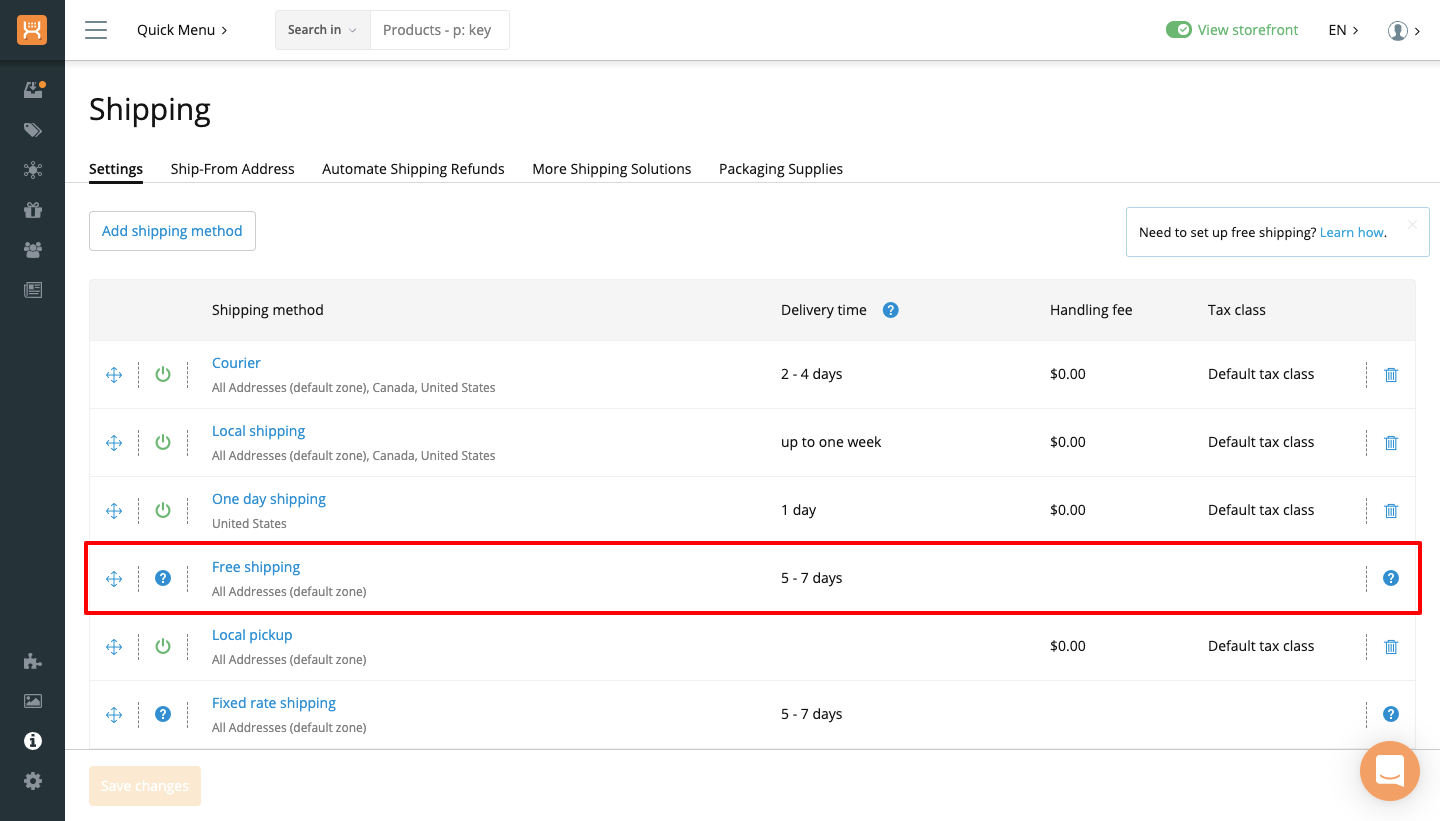 Quick Menu
Search in
Products - p: key
View storefront
EN
Shipping
Settings
Ship-From Address
Automate Shipping Refunds
More Shipping Solutions
Packaging Supplies
Add shipping method
Need to set up free shipping? Learn how.
Shipping method
Delivery time
?
Handling fee
Tax class
Courier
All Addresses (default zone), Canada, United States
2 - 4 days
$0.00
Default tax class
Local shipping
All Addresses (default zone), Canada, United States
up to one week
$0.00
Default tax class
One day shipping
United States
1 day
$0.00
Default tax class
?
Free shipping
All Addresses (default zone)
5 - 7 days
?
Local pickup
All Addresses (default zone)
$0.00
Default tax class
?
Fixed rate shipping
All Addresses (default zone)
5 - 7 days
?
Save changes